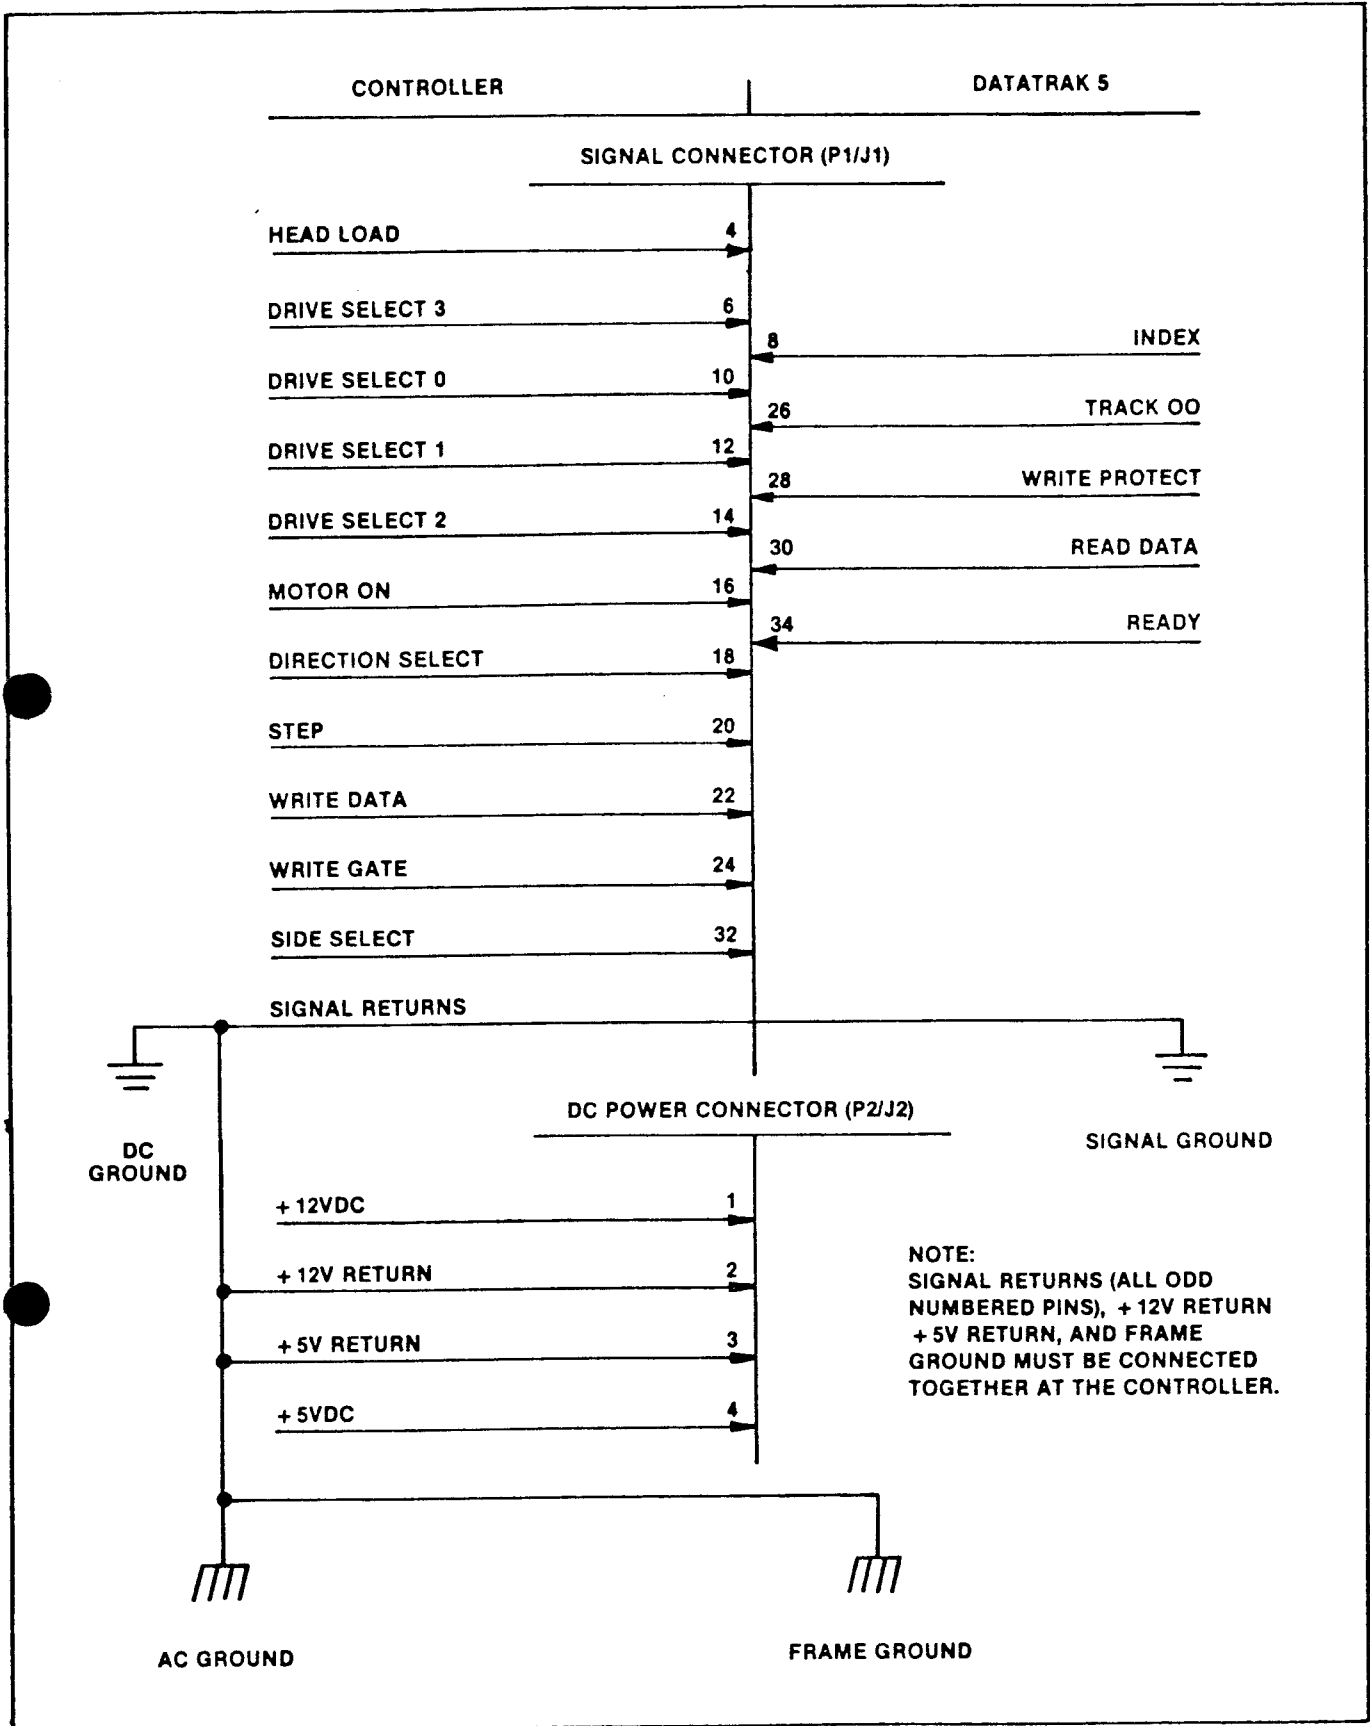 CONTROLLER
DATATRAK 5
SIGNAL CONNECTOR (P1/J1)
HEAD LOAD 4
DRIVE SELECT 3 6
8 INDEX
DRIVE SELECT 0 10
26 TRACK OO
DRIVE SELECT 1 12
28 WRITE PROTECT
DRIVE SELECT 2 14
30 READ DATA
MOTOR ON 16
34 READY
DIRECTION SELECT 18
STEP 20
WRITE DATA 22
WRITE GATE 24
SIDE SELECT 32
SIGNAL RETURNS
DC
GROUND
SIGNAL GROUND
DC POWER CONNECTOR (P2/J2)
+ 12VDC 1
+ 12V RETURN 2
+ 5V RETURN 3
+ 5VDC 4
NOTE:
SIGNAL RETURNS (ALL ODD
NUMBERED PINS), + 12V RETURN
+ 5V RETURN, AND FRAME
GROUND MUST BE CONNECTED
TOGETHER AT THE CONTROLLER.
AC GROUND
FRAME GROUND